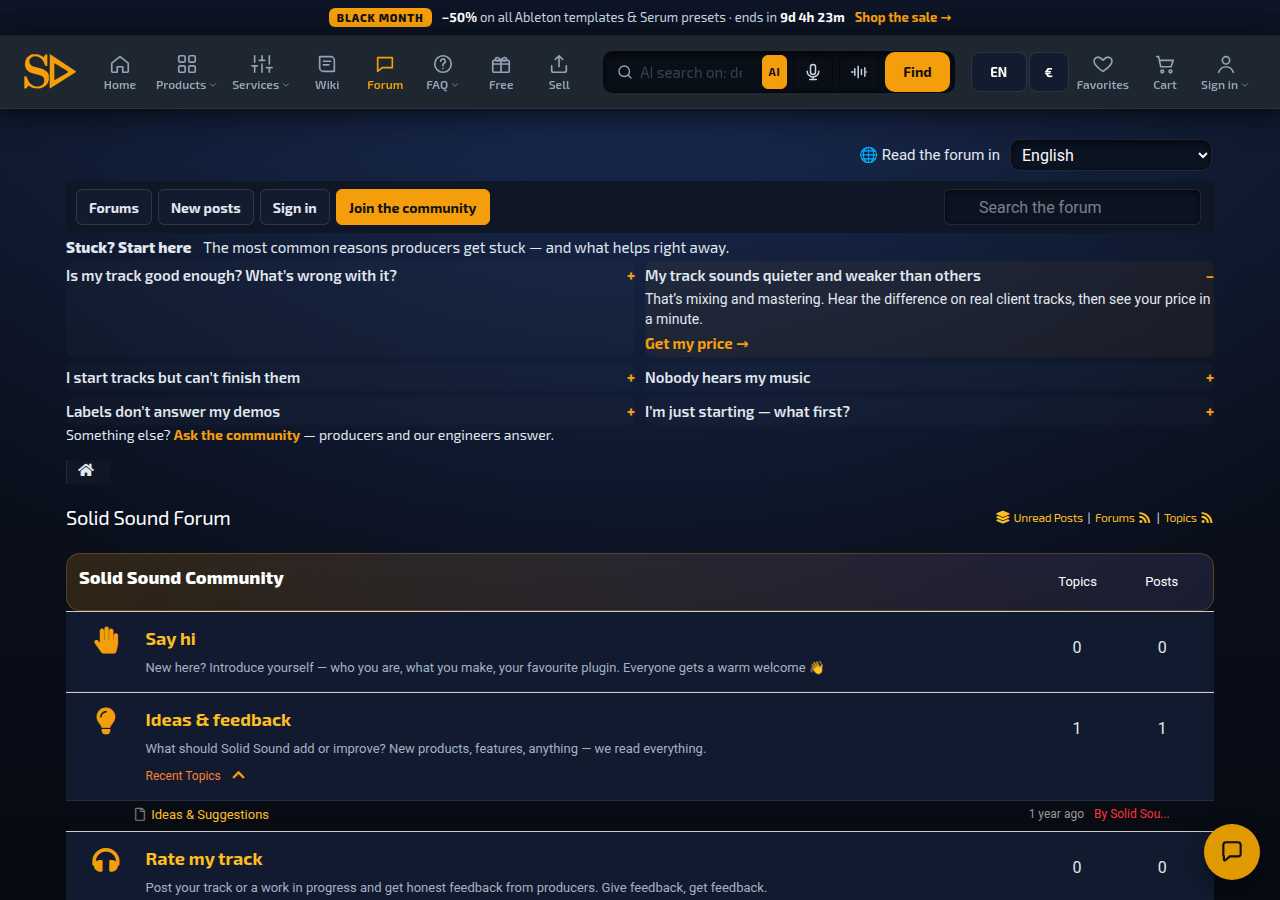 BLACK MONTH −50% on all Ableton templates & Serum presets · ends in 9d 4h 23m Shop the sale →
Home Products Services Wiki Forum FAQ Free Sell AI search on: dr AI Find EN € Favorites Cart Sign in
🌐 Read the forum in English
Forums New posts Sign in Join the community Search the forum
Stuck? Start here The most common reasons producers get stuck — and what helps right away.
Is my track good enough? What's wrong with it? +
My track sounds quieter and weaker than others −
That's mixing and mastering. Hear the difference on real client tracks, then see your price in
a minute.
Get my price →
I start tracks but can't finish them + Nobody hears my music +
Labels don't answer my demos + I'm just starting — what first? +
Something else? Ask the community — producers and our engineers answer.
Solid Sound Forum Unread Posts | Forums | Topics
Solid Sound Community Topics Posts
Say hi 0 0
New here? Introduce yourself — who you are, what you make, your favourite plugin. Everyone gets a warm welcome 👋
Ideas & feedback 1 1
What should Solid Sound add or improve? New products, features, anything — we read everything.
Recent Topics
Ideas & Suggestions 1 year ago By Solid Sou...
Rate my track 0 0
Post your track or a work in progress and get honest feedback from producers. Give feedback, get feedback.